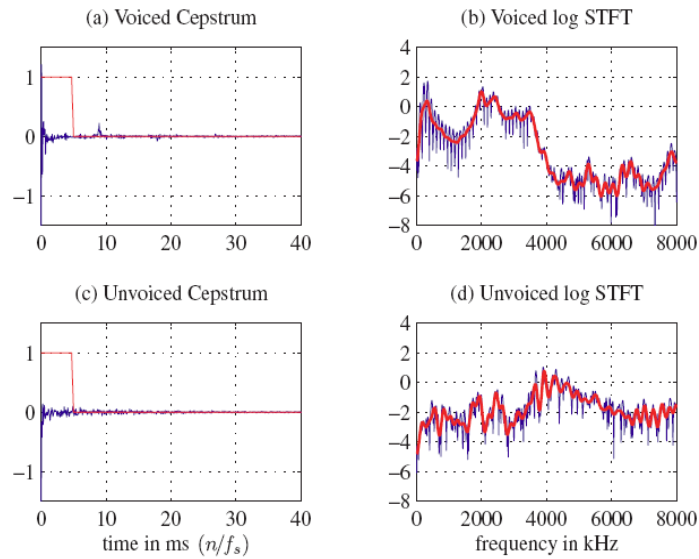 (a) Voiced Cepstrum
1
0
−1
0 10 20 30 40
(b) Voiced log STFT
4
2
0
−2
−4
−6
−8
0 2000 4000 6000 8000
(c) Unvoiced Cepstrum
1
0
−1
0 10 20 30 40
time in ms (n/fs)
(d) Unvoiced log STFT
4
2
0
−2
−4
−6
−8
0 2000 4000 6000 8000
frequency in kHz